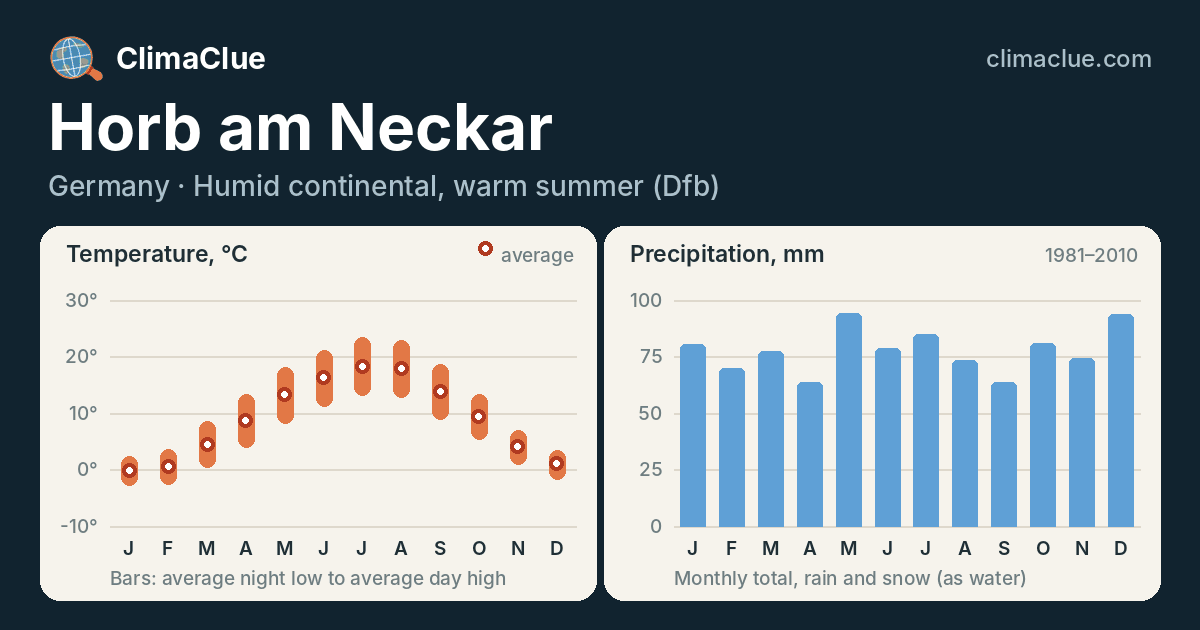 ClimaClue
climaclue.com
Horb am Neckar
Germany · Humid continental, warm summer (Dfb)
Temperature, °C
average
30°
20°
10°
0°
-10°
J F M A M J J A S O N D
Bars: average night low to average day high
Precipitation, mm
1981–2010
100
75
50
25
0
J F M A M J J A S O N D
Monthly total, rain and snow (as water)